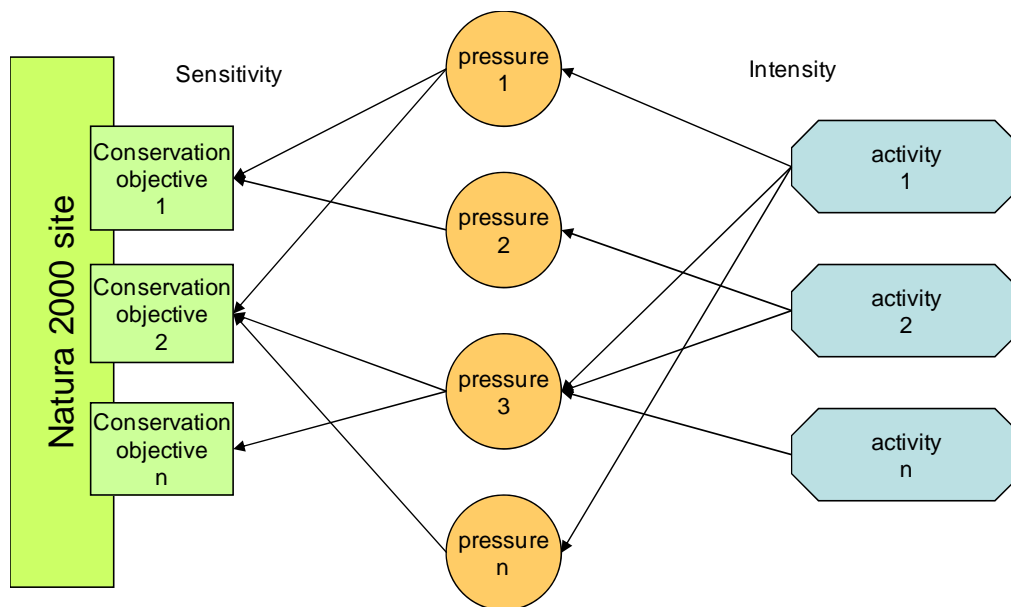 Natura 2000 site
Sensitivity
Intensity
Conservation
objective
1
Conservation
objective
2
Conservation
objective
n
pressure
1
pressure
2
pressure
3
pressure
n
activity
1
activity
2
activity
n